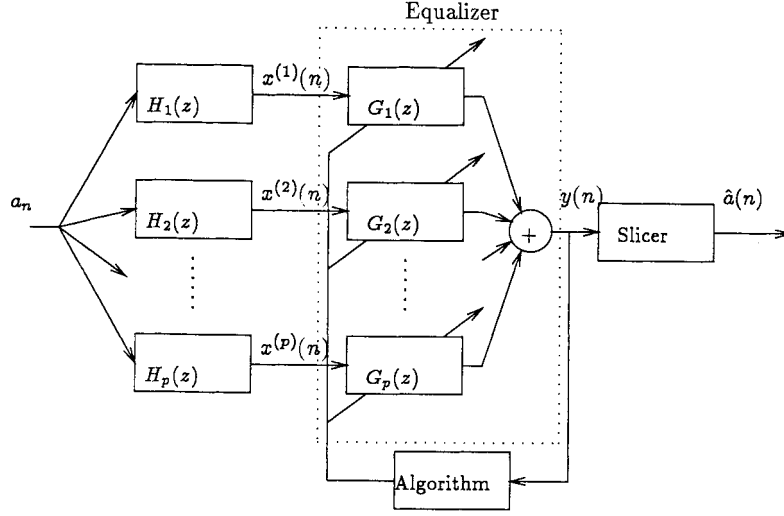 Equalizer
x^(1)(n)
H_1(z)
G_1(z)
x^(2)(n)
a_n
H_2(z)
G_2(z)
+
y(n)
Slicer
â(n)
x^(p)(n)
H_p(z)
G_p(z)
Algorithm